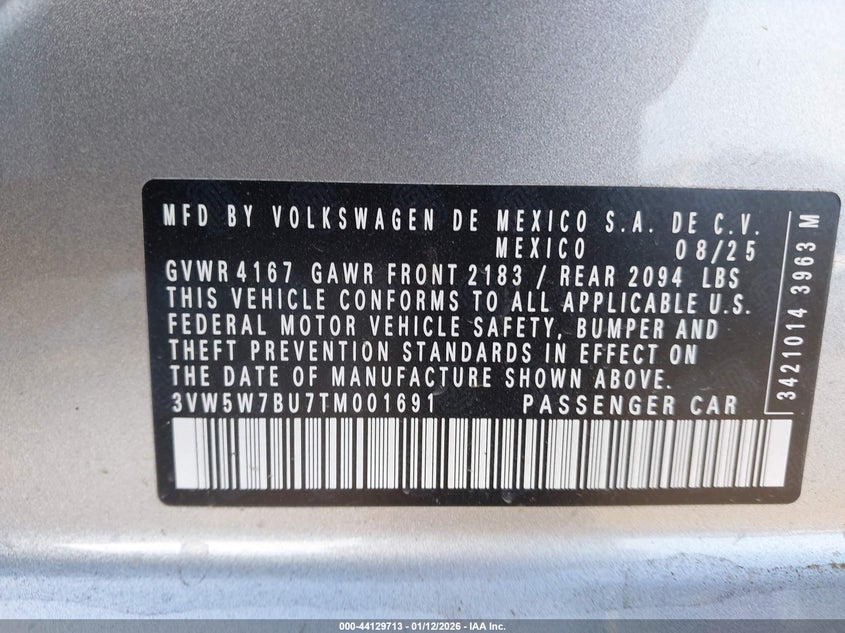 MFD BY VOLKSWAGEN DE MEXICO S.A. DE C.V.
MEXICO 08/25
GVWR 4167 GAWR FRONT 2183 / REAR 2094 LBS
THIS VEHICLE CONFORMS TO ALL APPLICABLE U.S.
FEDERAL MOTOR VEHICLE SAFETY, BUMPER AND
THEFT PREVENTION STANDARDS IN EFFECT ON
THE DATE OF MANUFACTURE SHOWN ABOVE.
3VW5W7BU7TM001691 PASSENGER CAR
3421014 3963 M
000-44129713 - 01/12/2026 - IAA Inc.